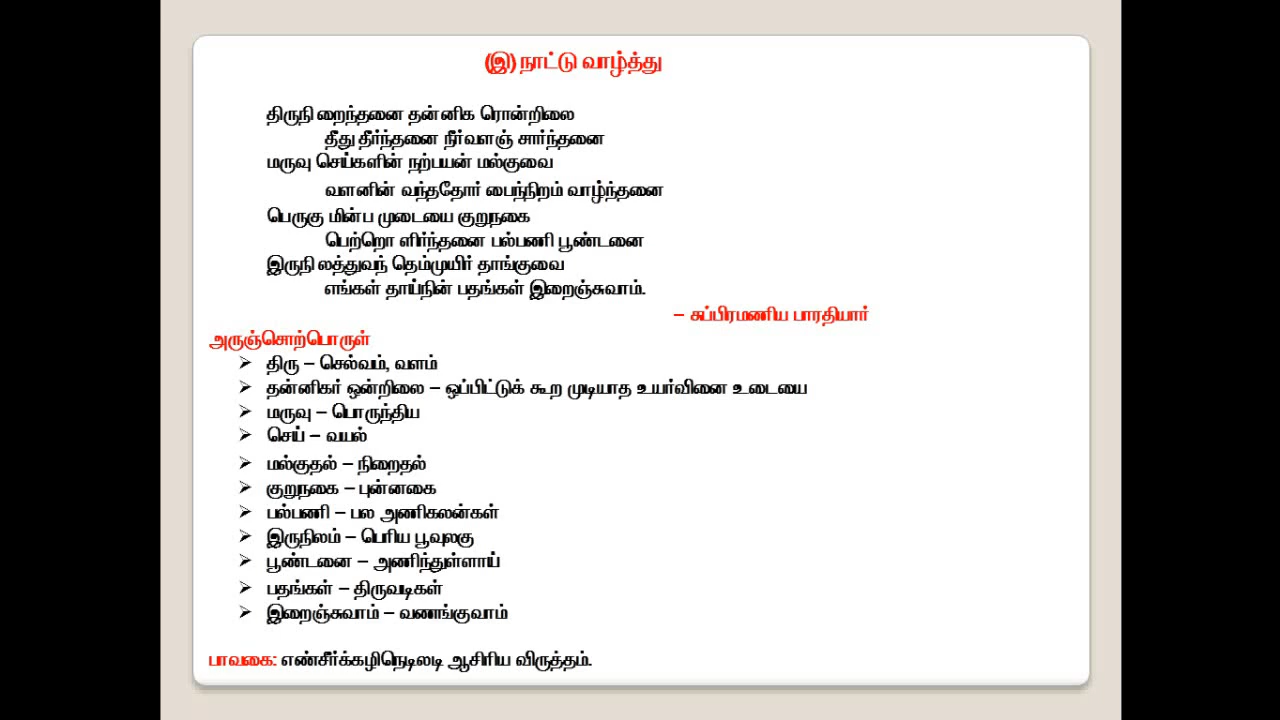 (இ) நாட்டு வாழ்த்து
திருநி றைந்தனை தன்னிக ரொன்றிலை
தீது தீர்ந்தனை நீர்வளஞ் சார்ந்தனை
மருவு செய்களின் நற்பயன் மல்குவை
வளனின் வந்ததோர் பைந்நிறம் வாழ்ந்தனை
பெருகு மின்ப முடையை குறுநகை
பெற்றொ ளிர்ந்தனை பல்பணி பூண்டனை
இருநி லத்துவந் தெம்முயிர் தாங்குவை
எங்கள் தாய்நின் பதங்கள் இறைஞ்சுவாம்.
– சுப்பிரமணிய பாரதியார்
அருஞ்சொற்பொருள்
➢ திரு – செல்வம், வளம்
➢ தன்னிகர் ஒன்றிலை – ஒப்பிட்டுக் கூற முடியாத உயர்வினை உடையை
➢ மருவு – பொருந்திய
➢ செய் – வயல்
➢ மல்குதல் – நிறைதல்
➢ குறுநகை – புன்னகை
➢ பல்பணி – பல அணிகலன்கள்
➢ இருநிலம் – பெரிய பூவுலகு
➢ பூண்டனை – அணிந்துள்ளாய்
➢ பதங்கள் – திருவடிகள்
➢ இறைஞ்சுவாம் – வணங்குவாம்
பாவகை: எண்சீர்க்கழிநெடிலடி ஆசிரிய விருத்தம்.